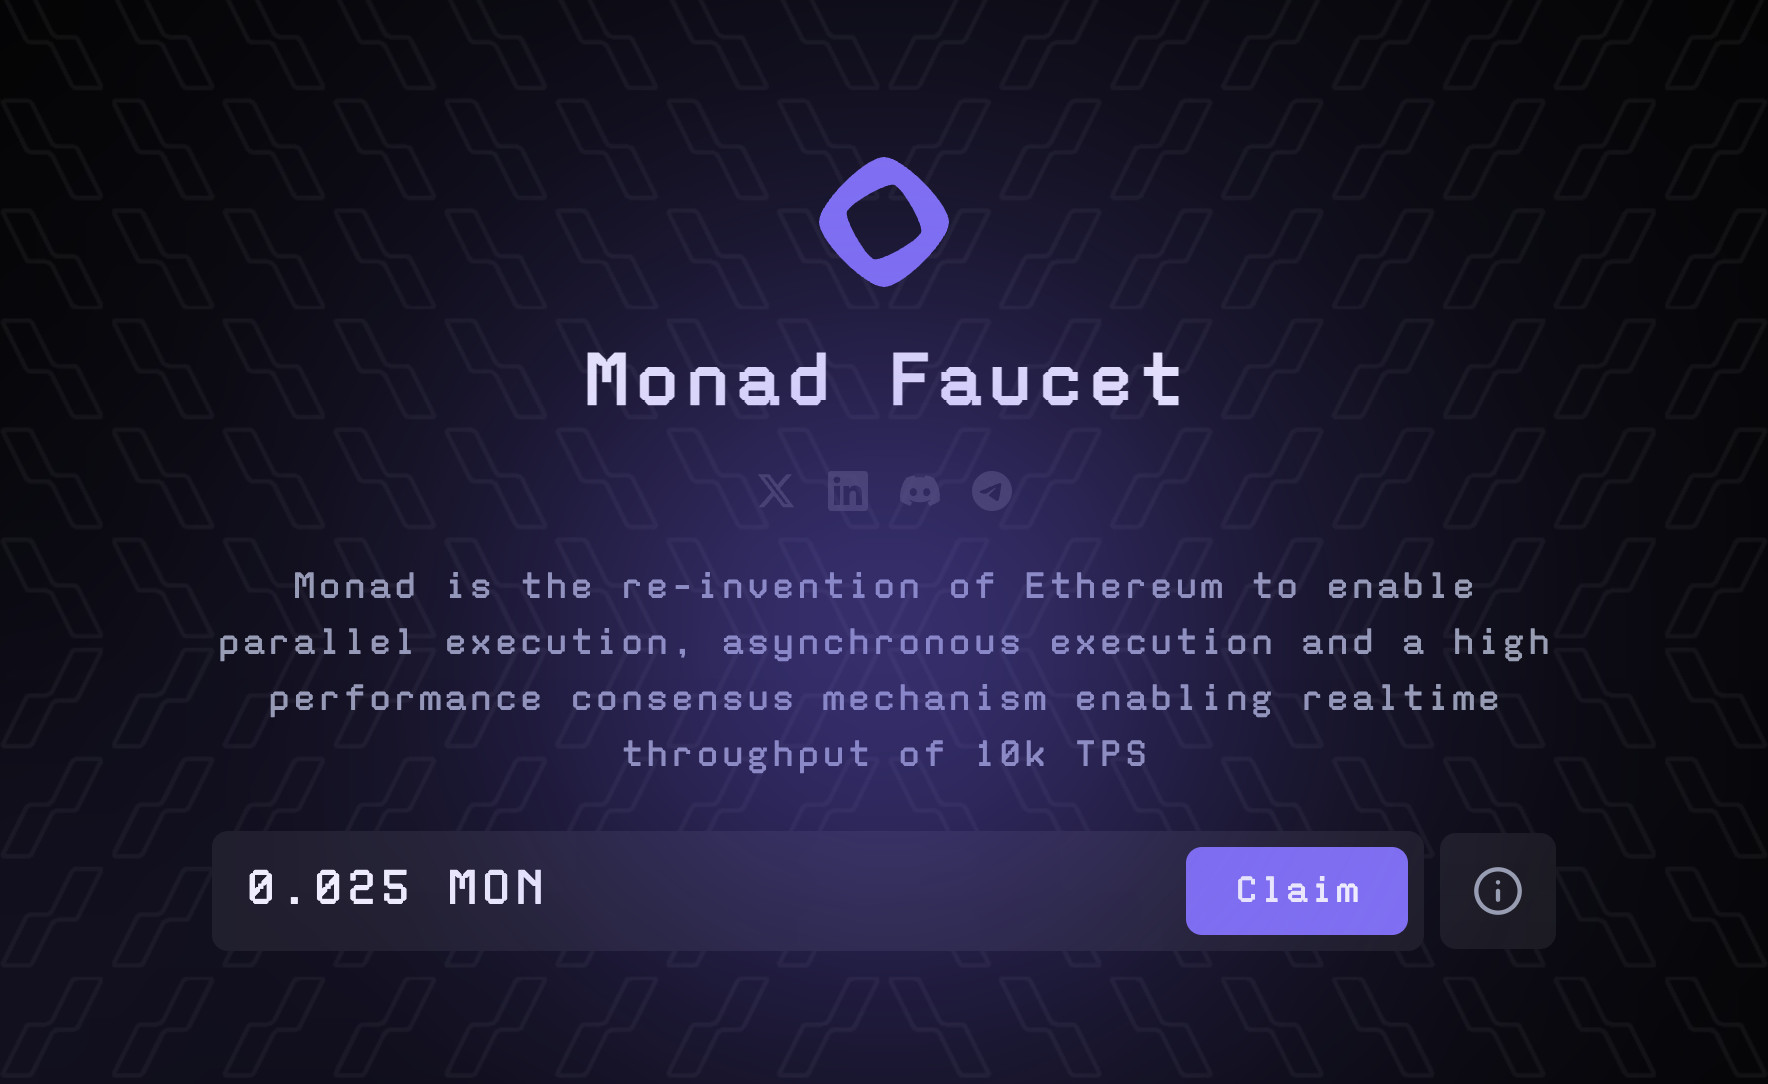 Monad Faucet
Monad is the re-invention of Ethereum to enable
parallel execution, asynchronous execution and a high
performance consensus mechanism enabling realtime
throughput of 10k TPS
0.025 MON
Claim